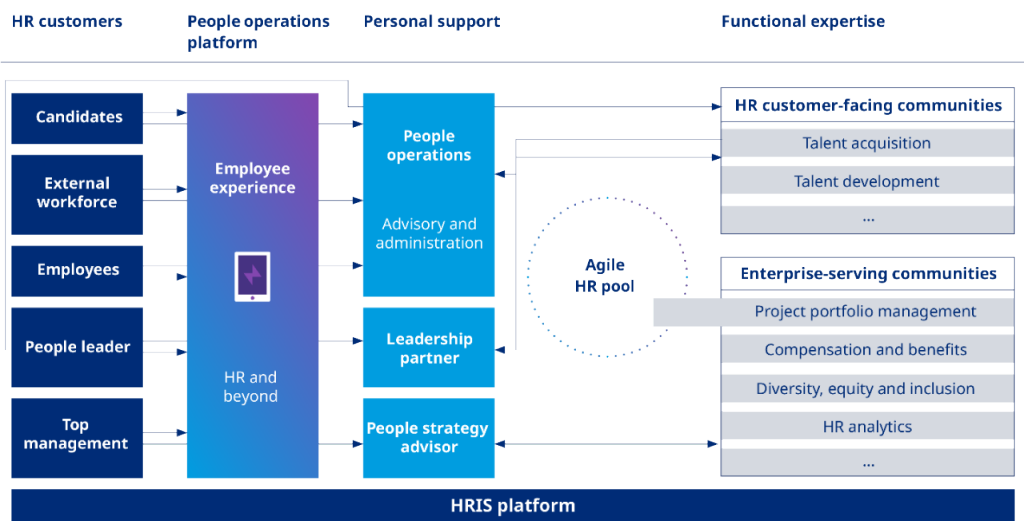 HR customers
People operations
platform
Personal support
Functional expertise
Candidates
External
workforce
Employees
People leader
Top
management
Employee
experience
HR and
beyond
People
operations
Advisory and
administration
Leadership
partner
People strategy
advisor
Agile
HR pool
HR customer-facing communities
Talent acquisition
Talent development
...
Enterprise-serving communities
Project portfolio management
Compensation and benefits
Diversity, equity and inclusion
HR analytics
...
HRIS platform